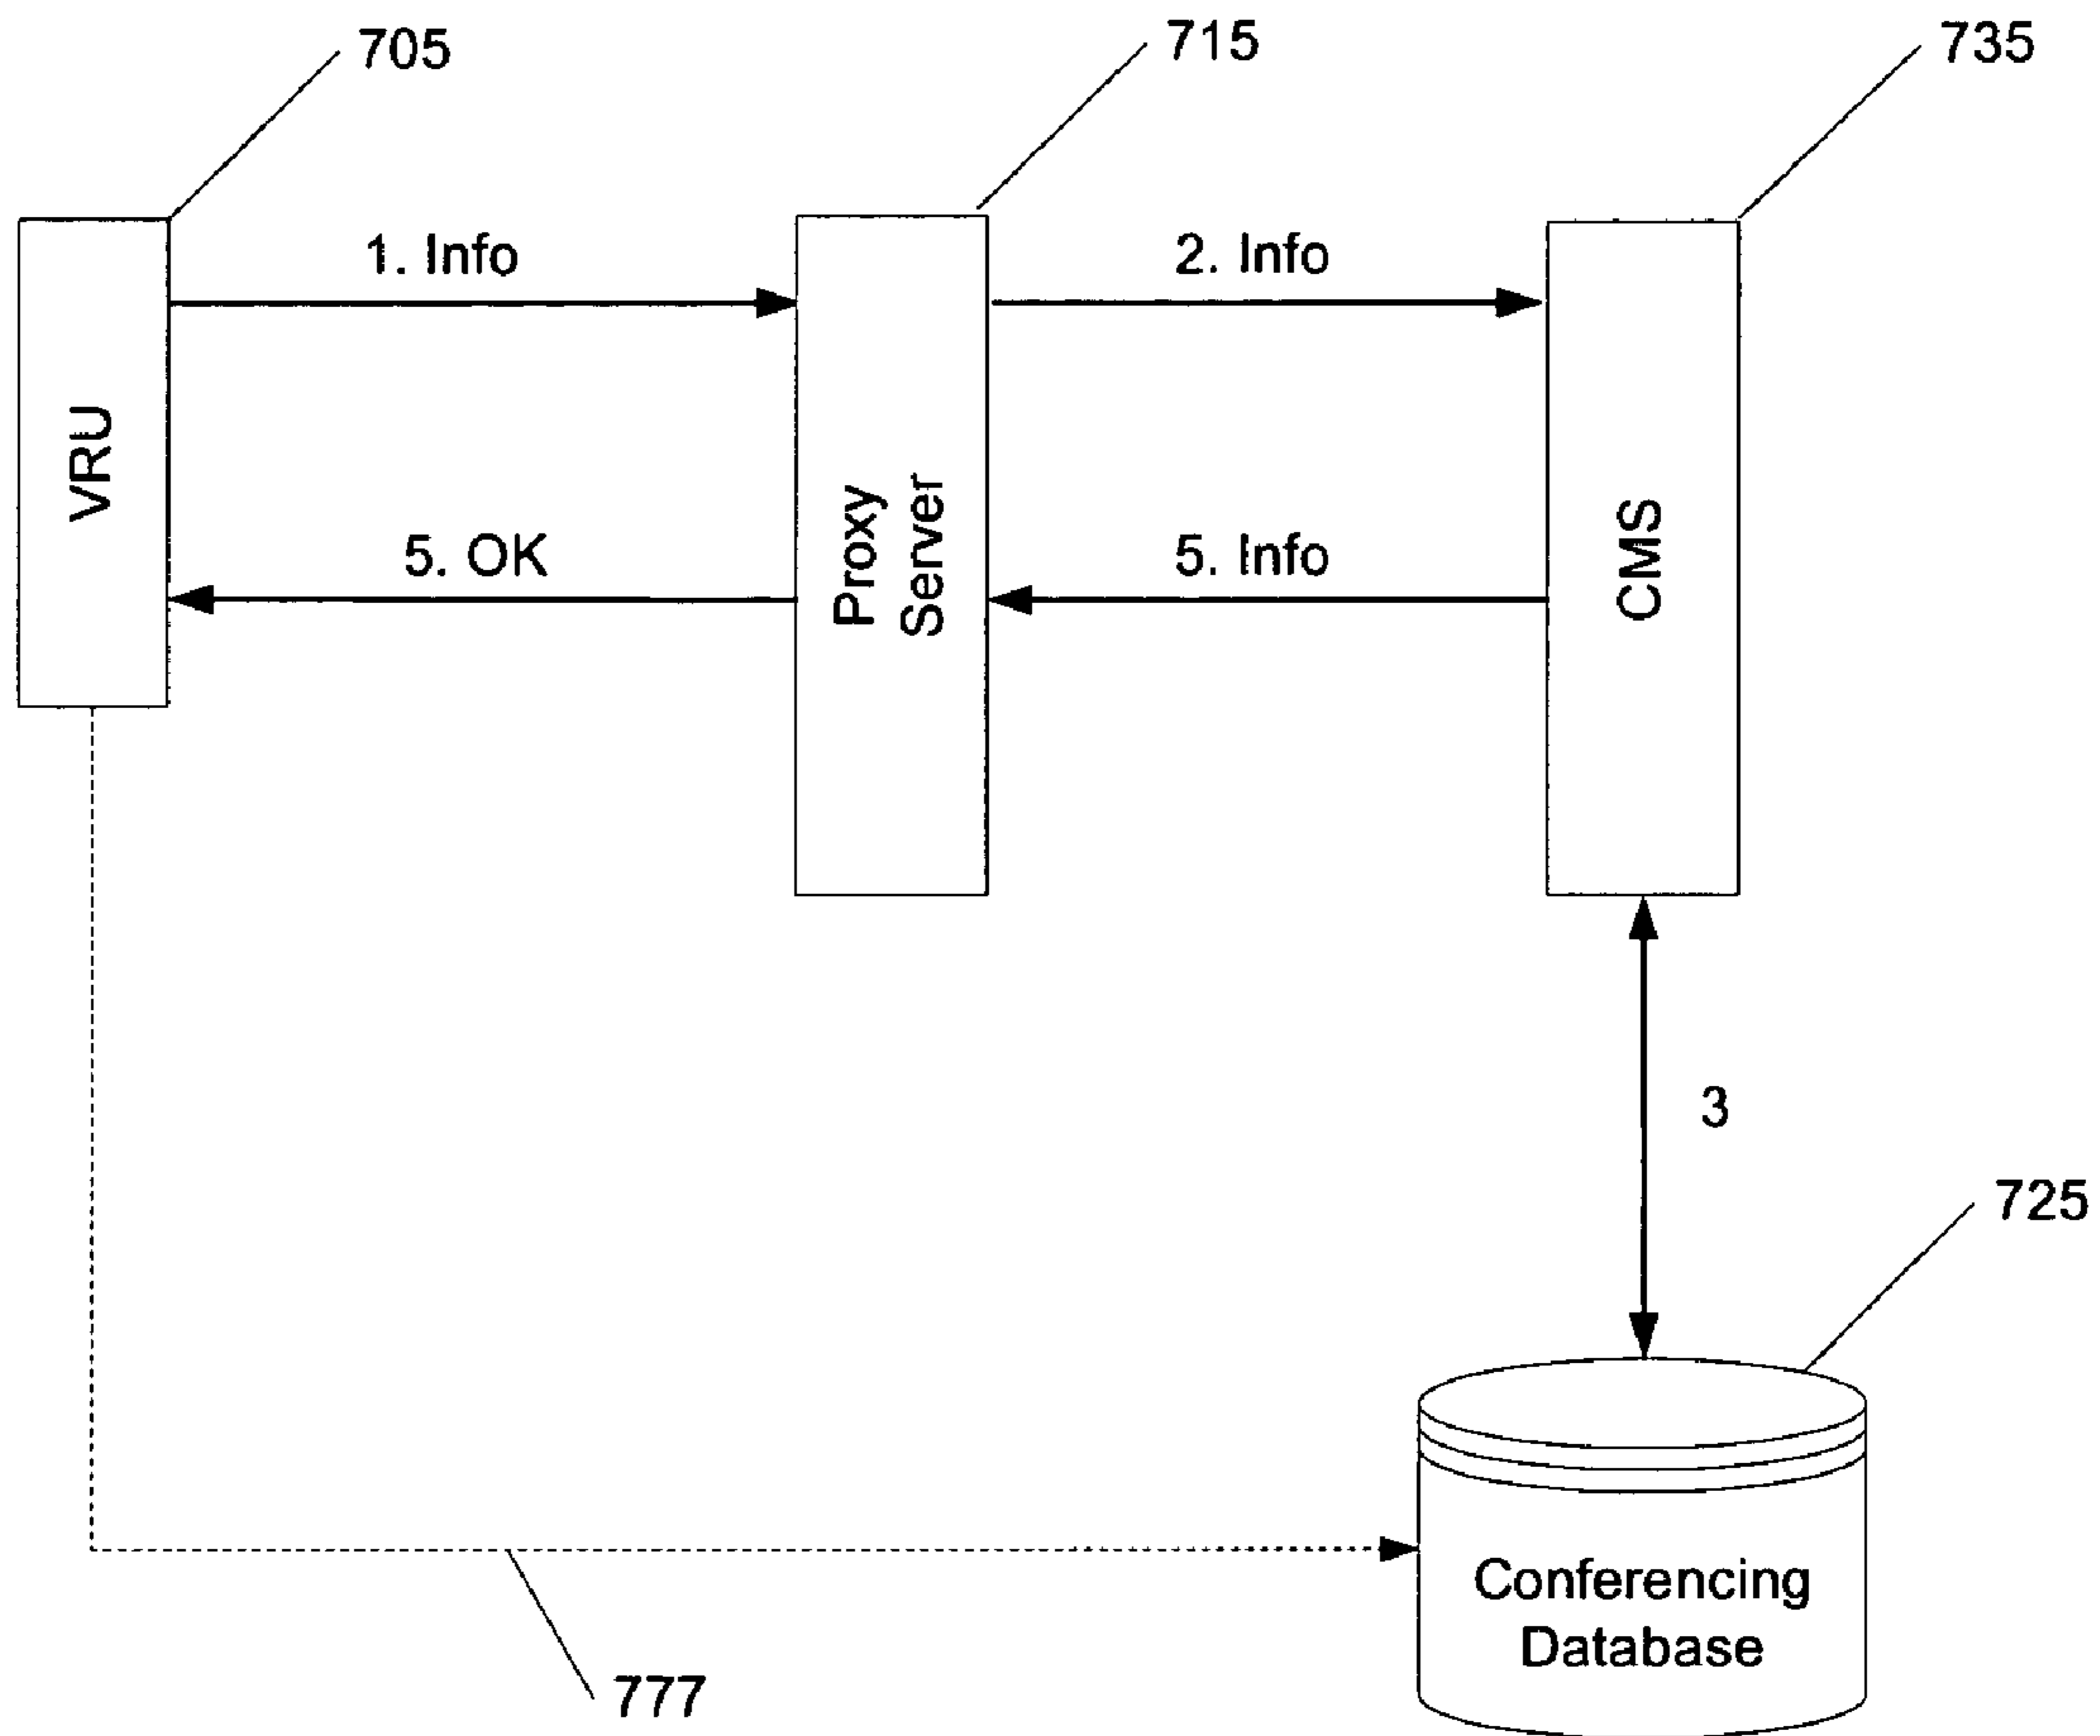 705
715
735
1. Info
2. Info
VRU
5. OK
Proxy
Server
5. Info
CMS
3
725
Conferencing
Database
777